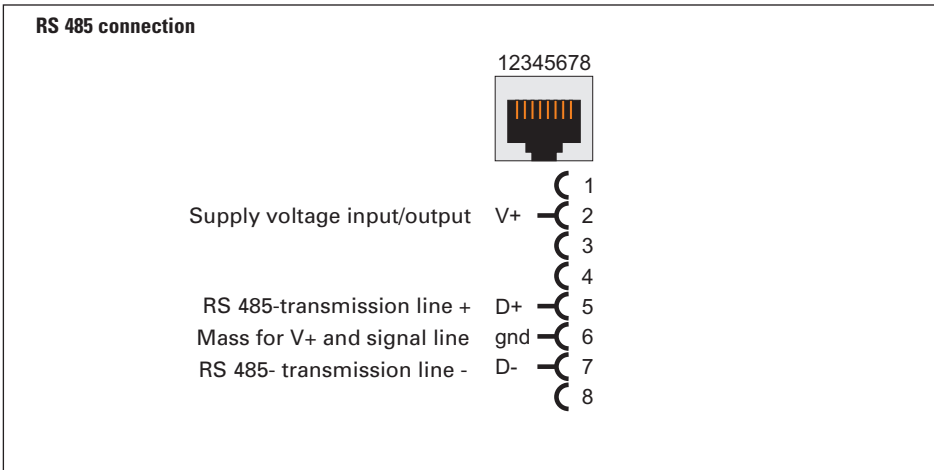 RS 485 connection
12345678
1
Supply voltage input/output V+ 2
3
4
RS 485-transmission line + D+ 5
Mass for V+ and signal line gnd 6
RS 485- transmission line - D- 7
8